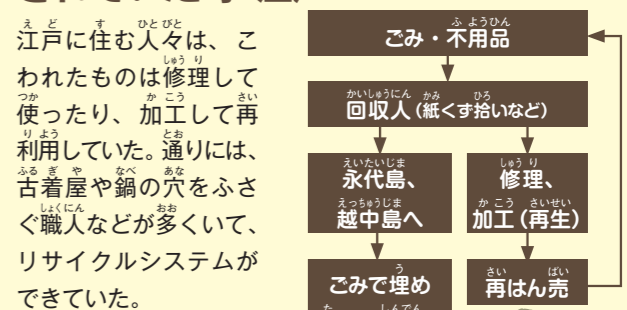 江戸に住む人々は、こ
われたものは修理して
使ったり、加工して再
利用していた。通りには、
古着屋や鍋の穴をふさ
ぐ職人などが多くいて、
リサイクルシステムが
できていた。
ごみ・不用品
回収人(紙くず拾いなど)
永代島、
越中島へ
修理、
加工(再生)
ごみで埋め
再はん売